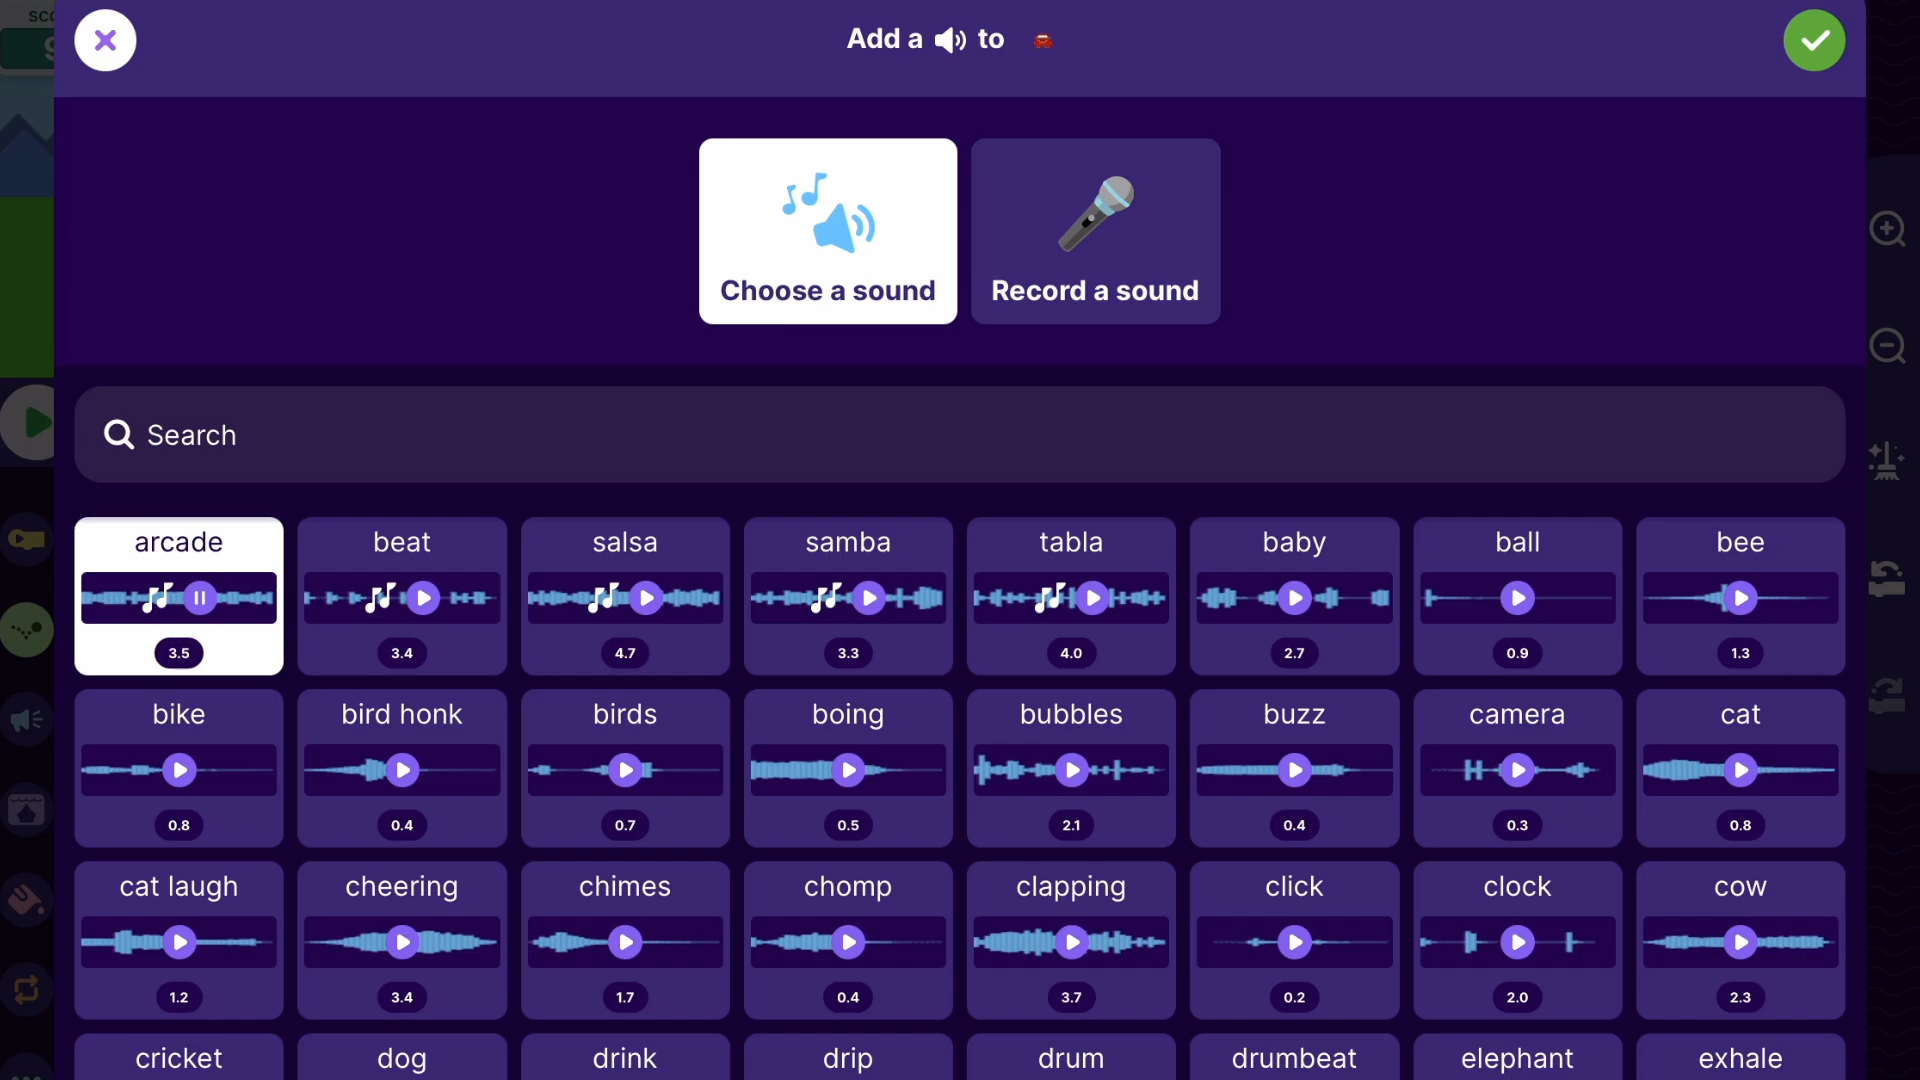 Add a to
Choose a sound
Record a sound
Search
arcade beat salsa samba tabla baby ball bee
3.5 3.4 4.7 3.3 4.0 2.7 0.9 1.3
bike bird honk birds boing bubbles buzz camera cat
0.8 0.4 0.7 0.5 2.1 0.4 0.3 0.8
cat laugh cheering chimes chomp clapping click clock cow
1.2 3.4 1.7 0.4 3.7 0.2 2.0 2.3
cricket dog drink drip drum drumbeat elephant exhale